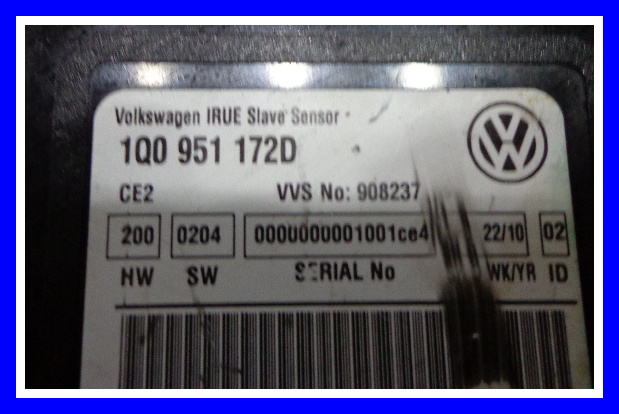 Volkswagen IRUE Slave Sensor
1Q0 951 172D
CE2 VVS No: 908237
200 0204 0000000001001ce4 22/10 02
HW SW SERIAL No WK/YR ID